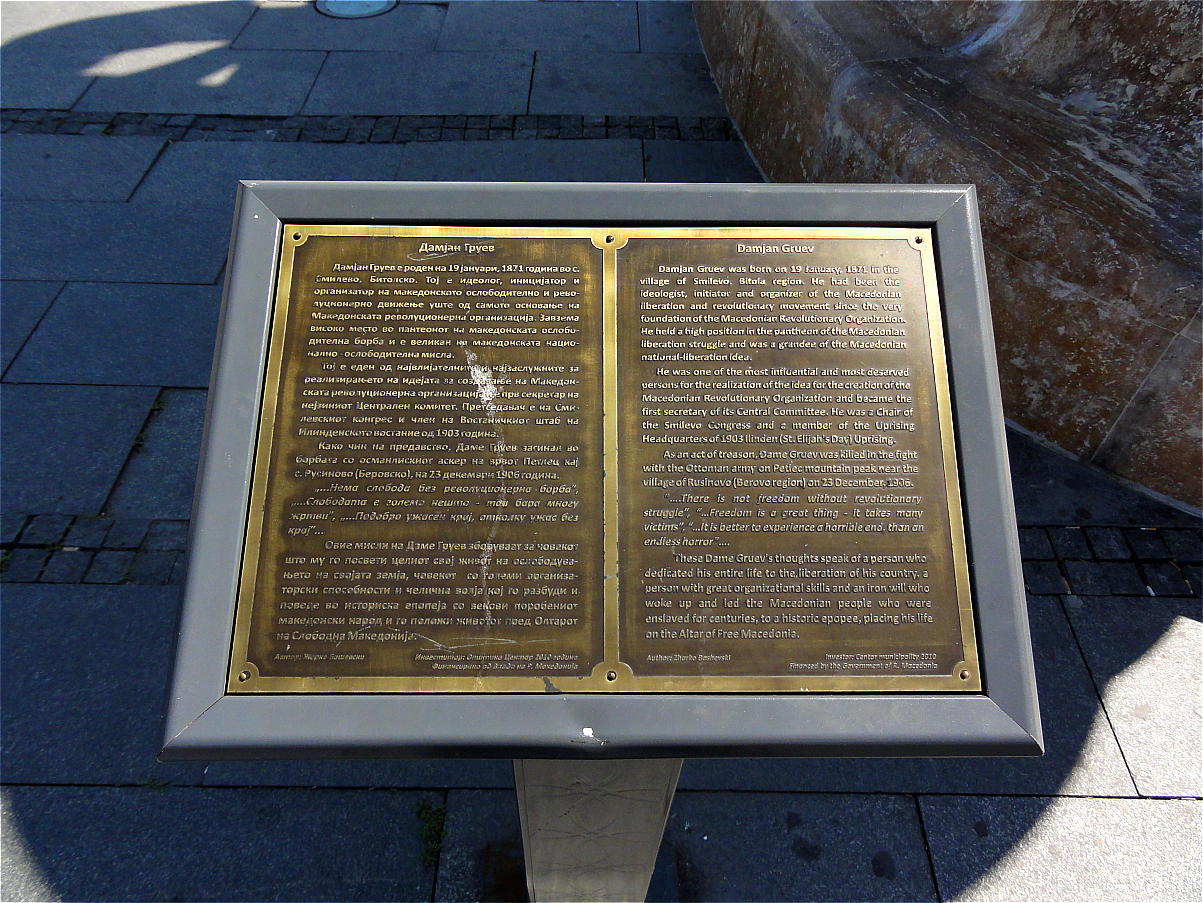 Дамјан Груев
Дамјан Груев е роден на 19 јануари, 1871 година во с.
Смилево, Битолско. Тој е идеолог, иницијатор и
организатор на македонското ослободително и рево-
луционерно движење уште од самото основање на
Македонската револуционерна организација. Завзема
високо место во пантеонот на македонската ослобо-
дителна борба и е великан на македонската нацио-
нално - ослободителна мисла.
Тој е еден од највлијателните и најзаслужните за
реализирањето на идејата за создавање на Македон-
ската револуционерна организација и е прв секретар на
нејзиниот Централен комитет. Претседавач е на Сми-
левскиот конгрес и член на Востаничкиот штаб на
Илинденското востание од 1903 година.
Како чин на предавство, Даме Груев загинал во
борбата со османлискиот аскер на врвот Петлец кај
с. Русиново (Беровско), на 23 декември 1906 година.
„....Нема слобода без револуционерна борба”,
„....Слободата е големо нешто - таа бара многу
жртви”, „....Подобро ужасен крај, отколку ужас без
крај”...
Овие мисли на Даме Груев зборуваат за човекот
што му го посвети целиот свој живот на ослободува-
њето на својата земја, човекот со големи организа-
торски способности и челична волја кој го разбуди и
поведе во историска епопеја со векови поробениот
македонски народ и го положи животот пред Олтарот
на Слободна Македонија.
Автор: Жарко Башевски
Инвеститор: Општина Центар 2010 година
Финансирано од Влада на Р. Македонија
Damjan Gruev
Damjan Gruev was born on 19 January, 1871 in the
village of Smilevo, Bitola region. He had been the
ideologist, initiator and organizer of the Macedonian
liberation and revolutionary movement since the very
foundation of the Macedonian Revolutionary Organization.
He held a high position in the pantheon of the Macedonian
liberation struggle and was a grandee of the Macedonian
national-liberation idea.
He was one of the most influential and most deserved
persons for the realization of the idea for the creation of the
Macedonian Revolutionary Organization and became the
first secretary of its Central Committee. He was a Chair of
the Smilevo Congress and a member of the Uprising
Headquarters of 1903 Ilinden (St. Elijah's Day) Uprising.
As an act of treason, Dame Gruev was killed in the fight
with the Ottoman army on Petlec mountain peak near the
village of Rusinovo (Berovo region) on 23 December, 1906.
“....There is not freedom without revolutionary
struggle”, “...Freedom is a great thing - it takes many
victims”, “...It is better to experience a horrible end, than an
endless horror”....
These Dame Gruev's thoughts speak of a person who
dedicated his entire life to the liberation of his country, a
person with great organizational skills and an iron will who
woke up and led the Macedonian people who were
enslaved for centuries, to a historic epopee, placing his life
on the Altar of Free Macedonia.
Author: Zharko Bashevski
Investor: Centar municipality 2010
Financed by the Government of R. Macedonia